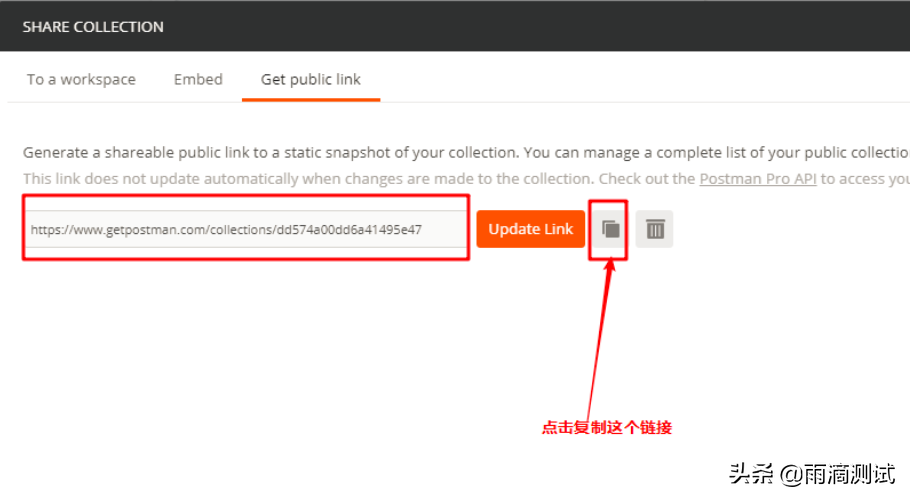 SHARE COLLECTION
To a workspace Embed Get public link
Generate a shareable public link to a static snapshot of your collection. You can manage a complete list of your public
This link does not update automatically when changes are made to the collection. Check out the Postman Pro API to access
https://www.getpostman.com/collections/dd574a00dd6a41495e47 Update Link
点击复制这个链接
头条 @雨滴测试